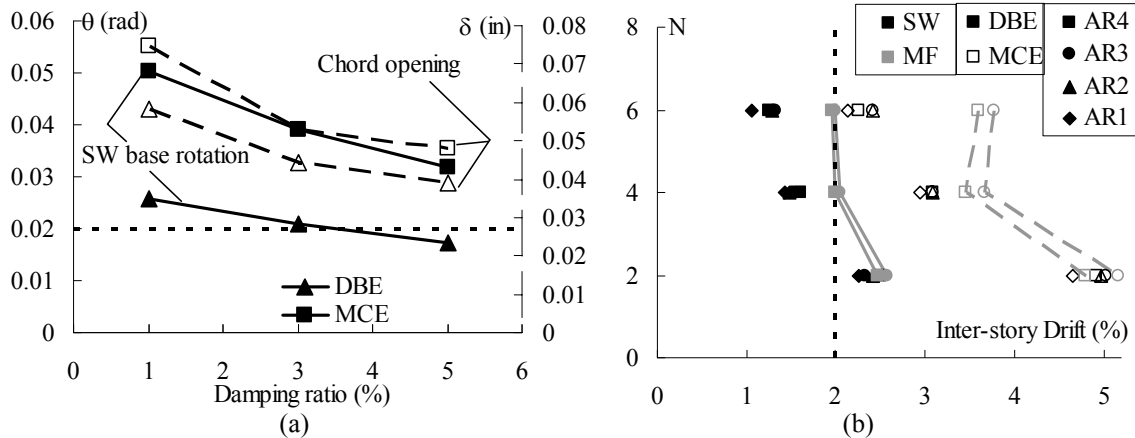 θ (rad)
δ (in)
0.06
0.05
0.04
0.03
0.02
0.01
0
0.08
0.07
0.06
0.05
0.04
0.03
0.02
0.01
0.00
Chord opening
SW base rotation
DBE
MCE
0 1 2 3 4 5 6
Damping ratio (%)
(a)
N
SW DBE AR4
MF MCE AR3
AR2
AR1
8
6
4
2
0
Inter-story Drift (%)
0 1 2 3 4 5
(b)